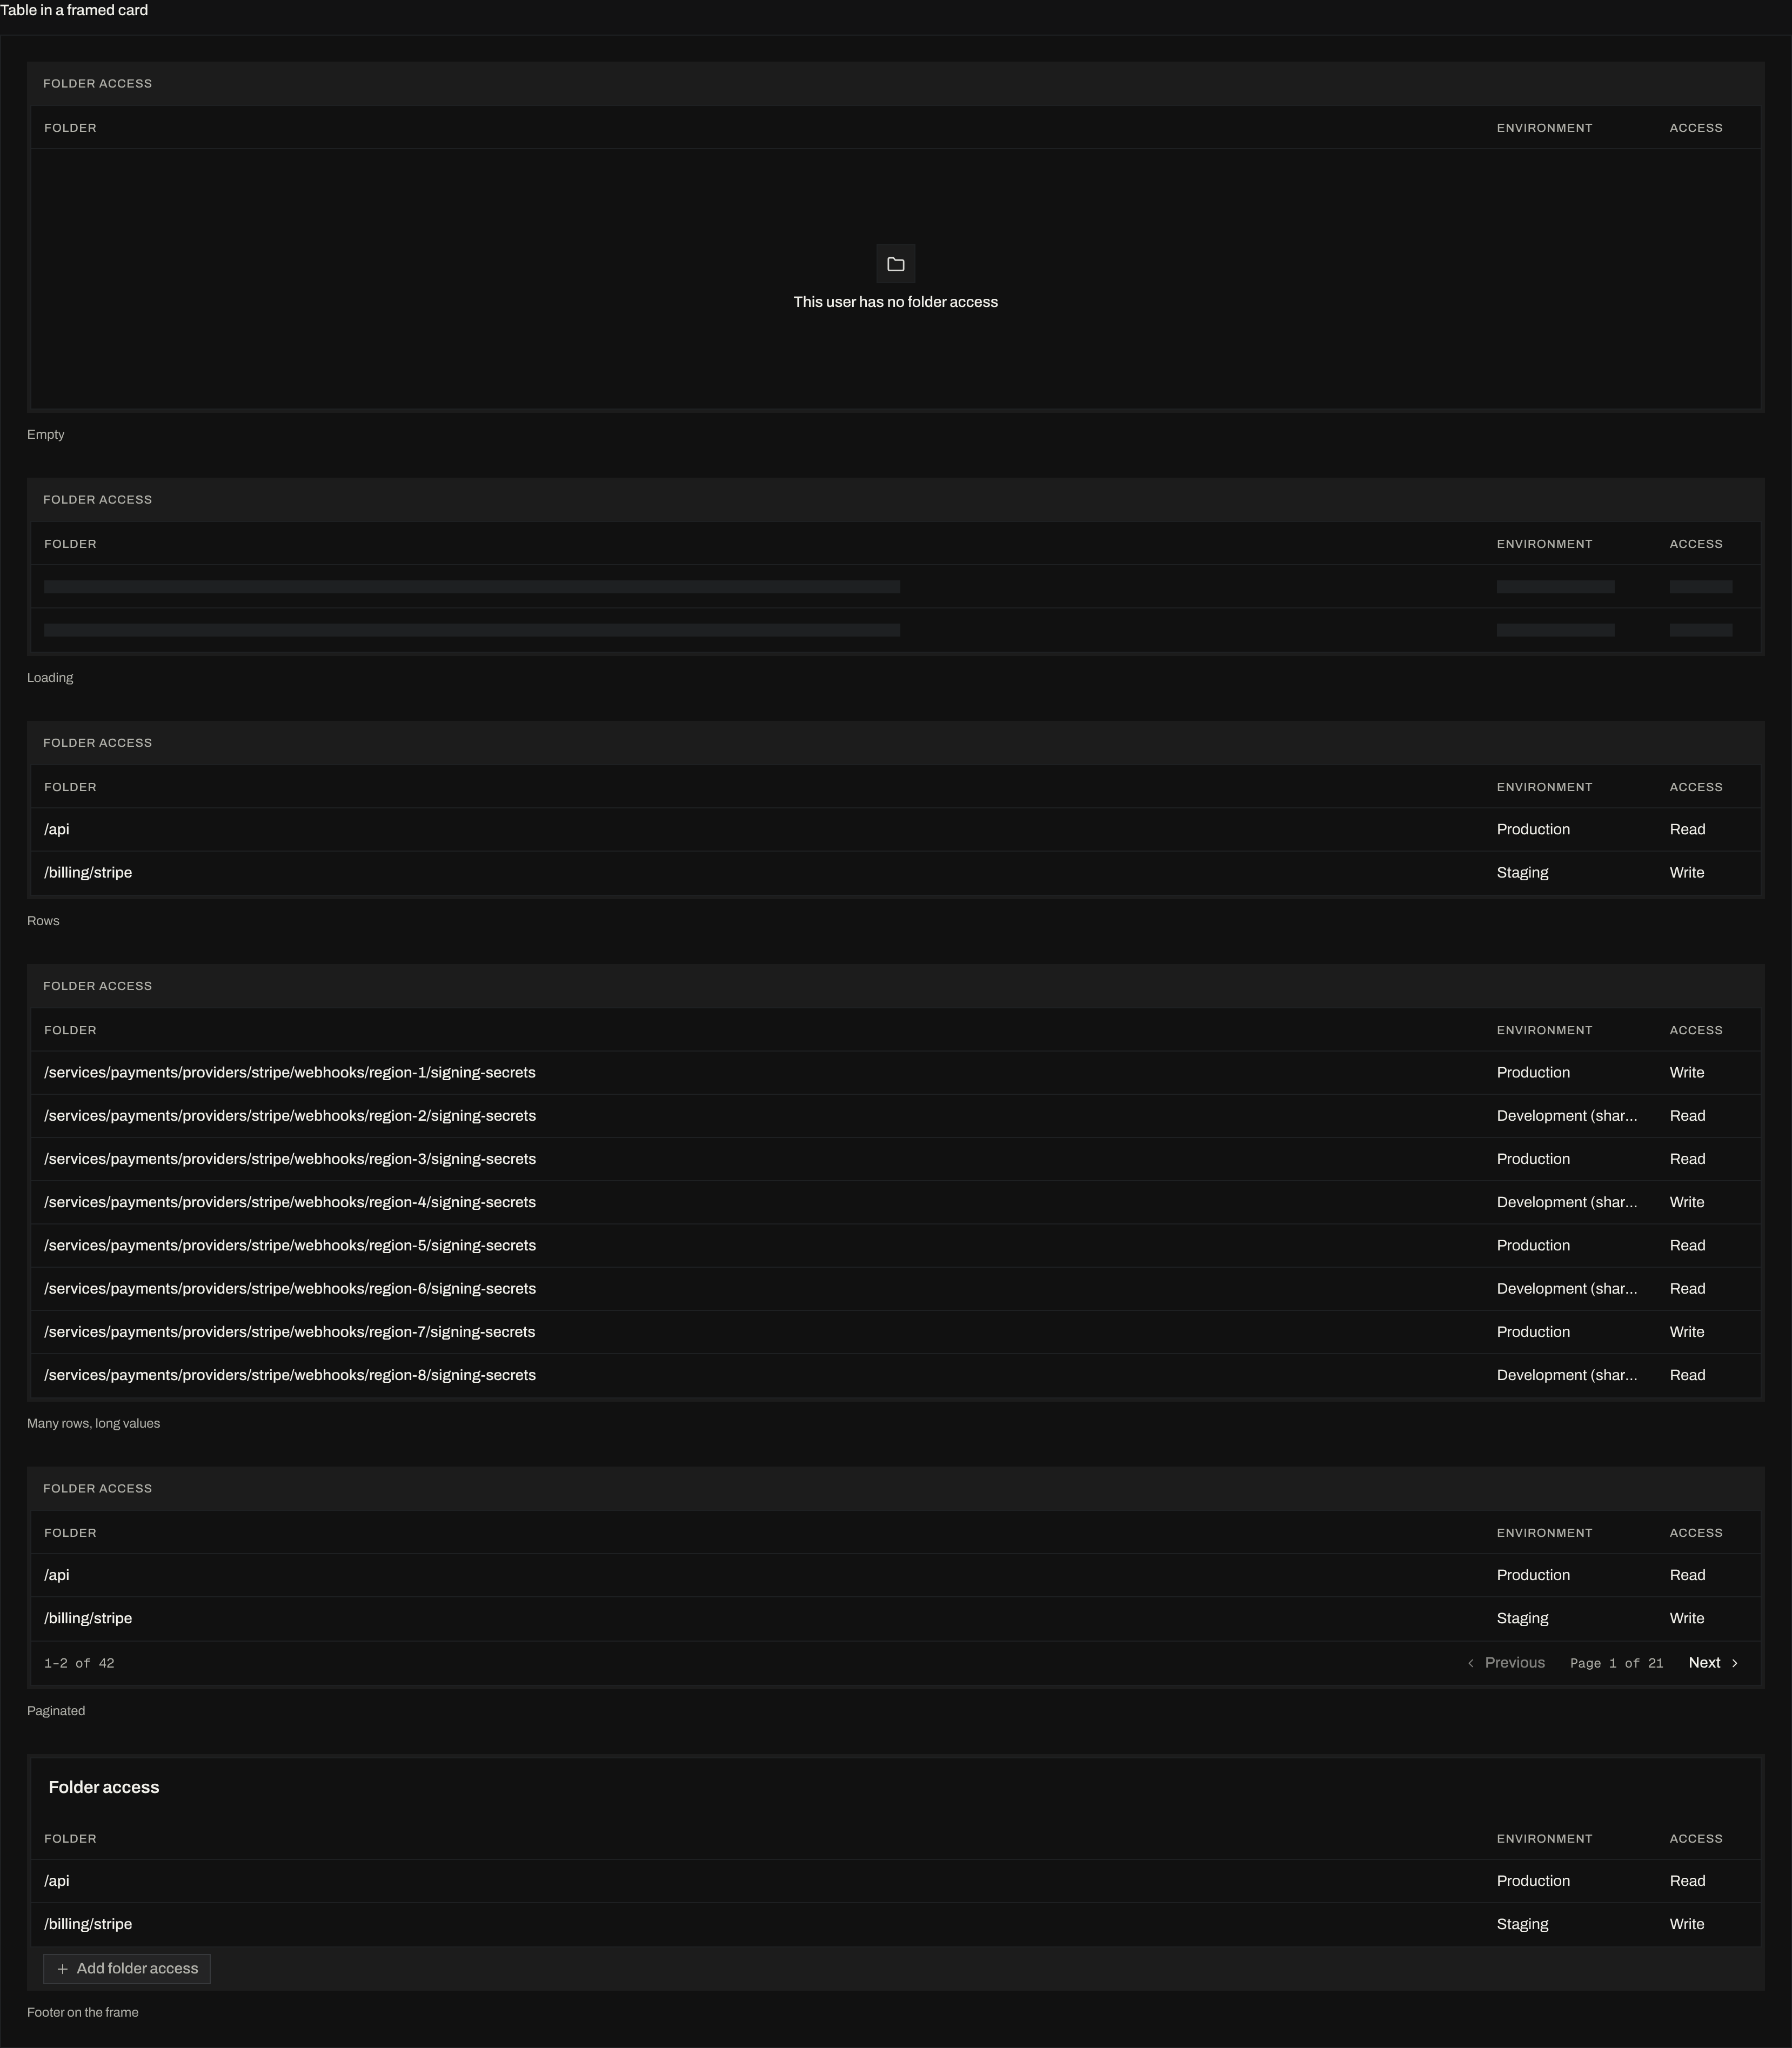 Table in a framed card
FOLDER ACCESS
FOLDER ENVIRONMENT ACCESS
This user has no folder access
Empty
FOLDER ACCESS
FOLDER ENVIRONMENT ACCESS
Loading
FOLDER ACCESS
FOLDER ENVIRONMENT ACCESS
/api Production Read
/billing/stripe Staging Write
Rows
FOLDER ACCESS
FOLDER ENVIRONMENT ACCESS
/services/payments/providers/stripe/webhooks/region-1/signing-secrets Production Write
/services/payments/providers/stripe/webhooks/region-2/signing-secrets Development (shar... Read
/services/payments/providers/stripe/webhooks/region-3/signing-secrets Production Read
/services/payments/providers/stripe/webhooks/region-4/signing-secrets Development (shar... Write
/services/payments/providers/stripe/webhooks/region-5/signing-secrets Production Read
/services/payments/providers/stripe/webhooks/region-6/signing-secrets Development (shar... Read
/services/payments/providers/stripe/webhooks/region-7/signing-secrets Production Write
/services/payments/providers/stripe/webhooks/region-8/signing-secrets Development (shar... Read
Many rows, long values
FOLDER ACCESS
FOLDER ENVIRONMENT ACCESS
/api Production Read
/billing/stripe Staging Write
1–2 of 42 Previous Page 1 of 21 Next
Paginated
Folder access
FOLDER ENVIRONMENT ACCESS
/api Production Read
/billing/stripe Staging Write
Add folder access
Footer on the frame